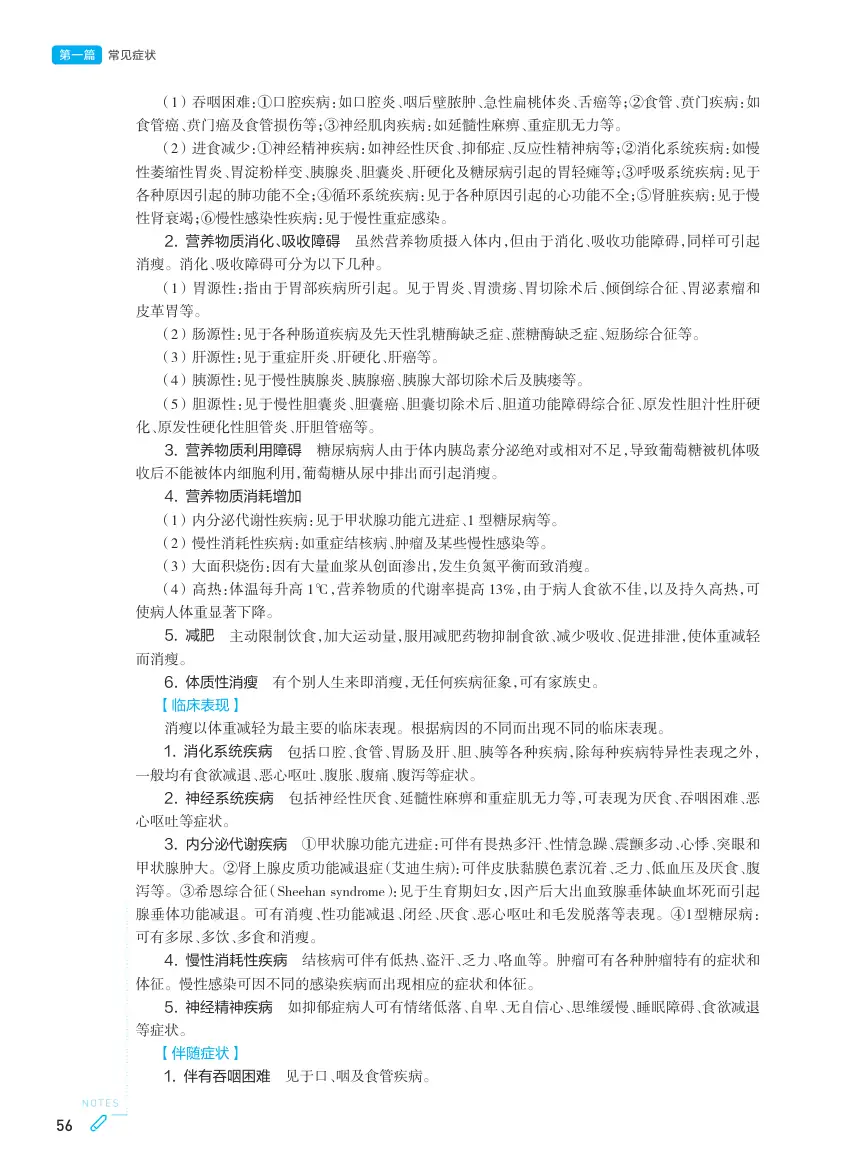 第一篇 常见症状
（1）吞咽困难：①口腔疾病：如口腔炎、咽后壁脓肿、急性扁桃体炎、舌癌等；②食管、贲门疾病：如
食管癌、贲门癌及食管损伤等；③神经肌肉疾病：如延髓性麻痹、重症肌无力等。
（2）进食减少：①神经精神疾病：如神经性厌食、抑郁症、反应性精神病等；②消化系统疾病：如慢
性萎缩性胃炎、胃淀粉样变、胰腺炎、胆囊炎、肝硬化及糖尿病引起的胃轻瘫等；③呼吸系统疾病：见于
各种原因引起的肺功能不全；④循环系统疾病：见于各种原因引起的心功能不全；⑤肾脏疾病：见于慢
性肾衰竭；⑥慢性感染性疾病：见于慢性重症感染。
2. 营养物质消化、吸收障碍 虽然营养物质摄入体内，但由于消化、吸收功能障碍，同样可引起
消瘦。消化、吸收障碍可分为以下几种。
（1）胃源性：指由于胃部疾病所引起。见于胃炎、胃溃疡、胃切除术后、倾倒综合征、胃泌素瘤和
皮革胃等。
（2）肠源性：见于各种肠道疾病及先天性乳糖酶缺乏症、蔗糖酶缺乏症、短肠综合征等。
（3）肝源性：见于重症肝炎、肝硬化、肝癌等。
（4）胰源性：见于慢性胰腺炎、胰腺癌、胰腺大部切除术后及胰瘘等。
（5）胆源性：见于慢性胆囊炎、胆囊癌、胆囊切除术后、胆道功能障碍综合征、原发性胆汁性肝硬
化、原发性硬化性胆管炎、肝胆管癌等。
3. 营养物质利用障碍 糖尿病病人由于体内胰岛素分泌绝对或相对不足，导致葡萄糖被机体吸
收后不能被体内细胞利用，葡萄糖从尿中排出而引起消瘦。
4. 营养物质消耗增加
（1）内分泌代谢性疾病：见于甲状腺功能亢进症、1 型糖尿病等。
（2）慢性消耗性疾病：如重症结核病、肿瘤及某些慢性感染等。
（3）大面积烧伤：因有大量血浆从创面渗出，发生负氮平衡而致消瘦。
（4）高热：体温每升高 1℃，营养物质的代谢率提高 13%，由于病人食欲不佳，以及持久高热，可
使病人体重显著下降。
5. 减肥 主动限制饮食，加大运动量，服用减肥药物抑制食欲、减少吸收、促进排泄，使体重减轻
而消瘦。
6. 体质性消瘦 有个别人生来即消瘦，无任何疾病征象，可有家族史。
【临床表现】
消瘦以体重减轻为最主要的临床表现。根据病因的不同而出现不同的临床表现。
1. 消化系统疾病 包括口腔、食管、胃肠及肝、胆、胰等各种疾病，除每种疾病特异性表现之外，
一般均有食欲减退、恶心呕吐、腹胀、腹痛、腹泻等症状。
2. 神经系统疾病 包括神经性厌食、延髓性麻痹和重症肌无力等，可表现为厌食、吞咽困难、恶
心呕吐等症状。
3. 内分泌代谢疾病 ①甲状腺功能亢进症：可伴有畏热多汗、性情急躁、震颤多动、心悸、突眼和
甲状腺肿大。②肾上腺皮质功能减退症（艾迪生病）：可伴皮肤黏膜色素沉着、乏力、低血压及厌食、腹
泻等。③希恩综合征（Sheehan syndrome）：见于生育期妇女，因产后大出血致腺垂体缺血坏死而引起
腺垂体功能减退。可有消瘦、性功能减退、闭经、厌食、恶心呕吐和毛发脱落等表现。④1型糖尿病：
可有多尿、多饮、多食和消瘦。
4. 慢性消耗性疾病 结核病可伴有低热、盗汗、乏力、咯血等。肿瘤可有各种肿瘤特有的症状和
体征。慢性感染可因不同的感染疾病而出现相应的症状和体征。
5. 神经精神疾病 如抑郁症病人可有情绪低落、自卑、无自信心、思维缓慢、睡眠障碍、食欲减退
等症状。
【伴随症状】
1. 伴有吞咽困难 见于口、咽及食管疾病。
NOTES
56